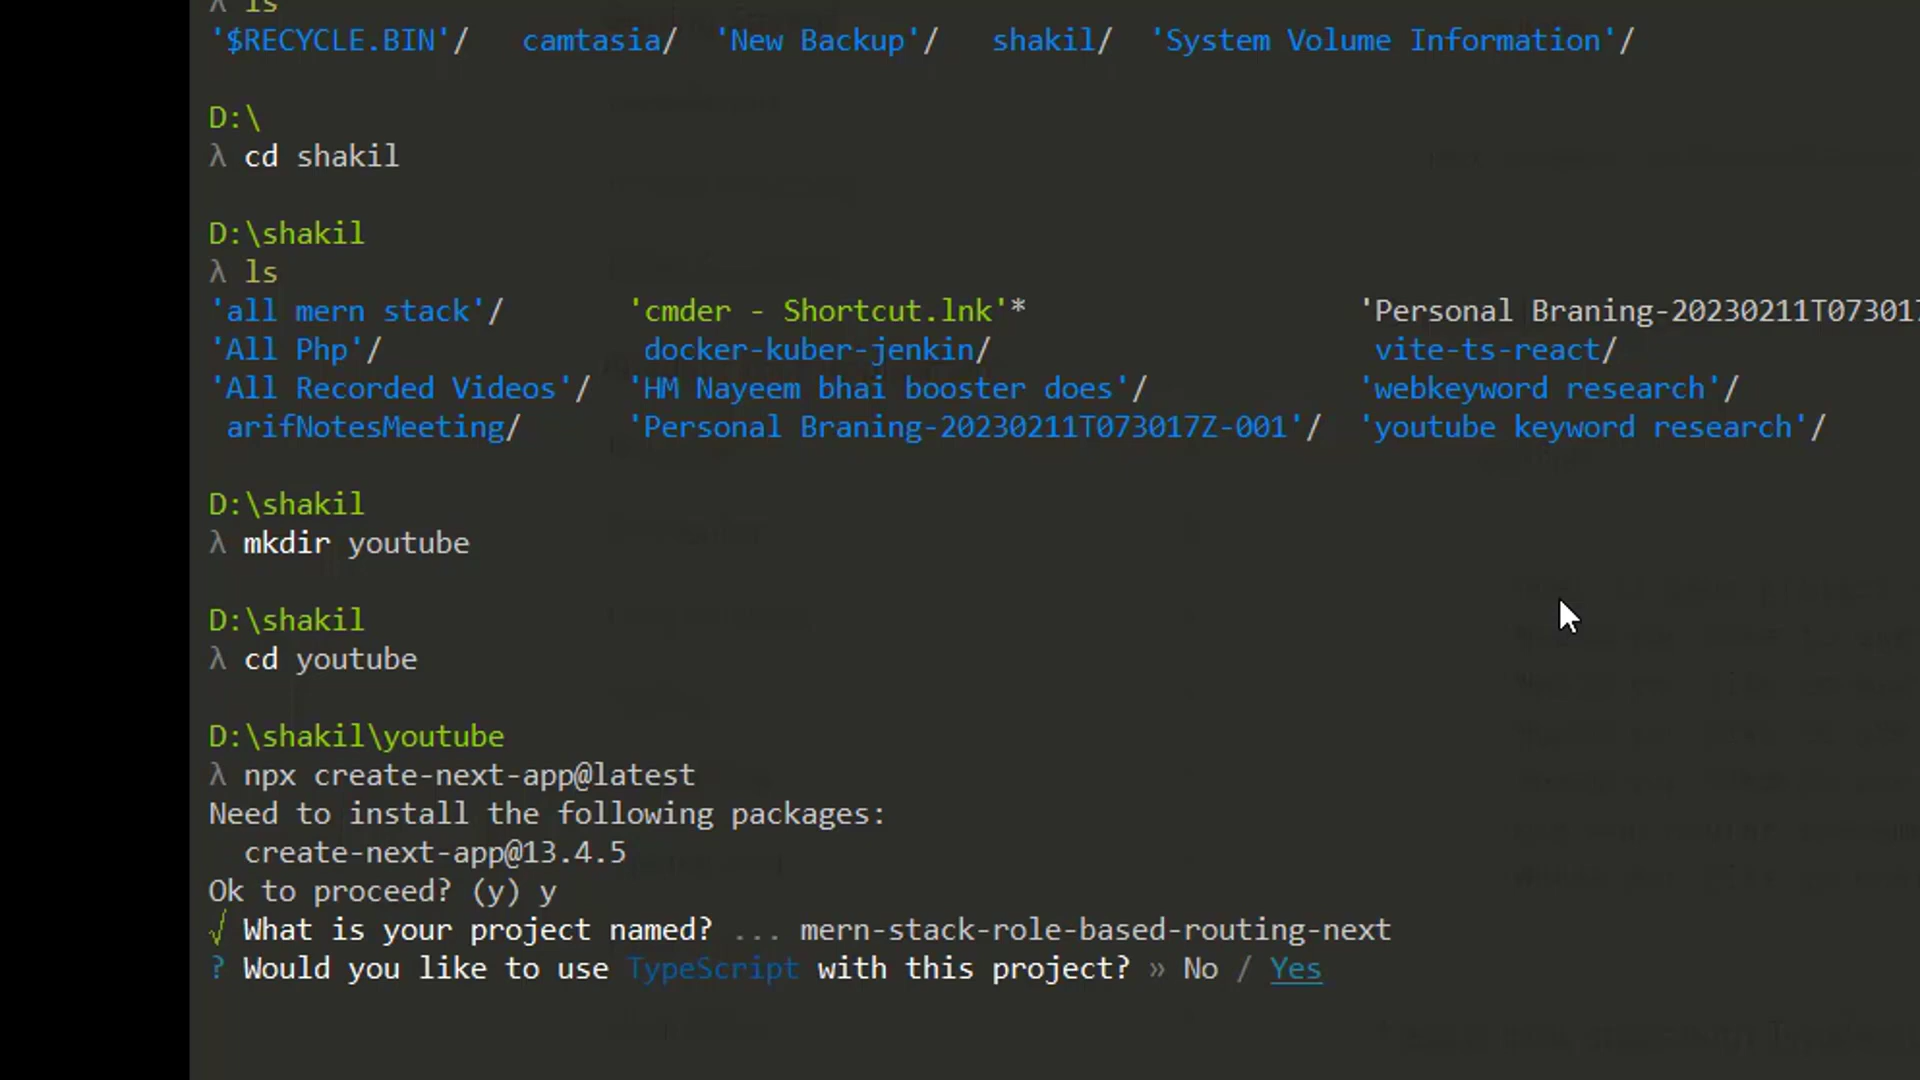 λ ls
'$RECYCLE.BIN'/ camtasia/ 'New Backup'/ shakil/ 'System Volume Information'/
D:\
λ cd shakil
D:\shakil
λ ls
'all mern stack'/ 'cmder - Shortcut.lnk'* 'Personal Braning-20230211T073017
'All Php'/ docker-kuber-jenkin/ vite-ts-react/
'All Recorded Videos'/ 'HM Nayeem bhai booster does'/ 'webkeyword research'/
arifNotesMeeting/ 'Personal Braning-20230211T073017Z-001'/ 'youtube keyword research'/
D:\shakil
λ mkdir youtube
D:\shakil
λ cd youtube
D:\shakil\youtube
λ npx create-next-app@latest
Need to install the following packages:
create-next-app@13.4.5
Ok to proceed? (y) y
√ What is your project named? ... mern-stack-role-based-routing-next
? Would you like to use TypeScript with this project? » No / Yes